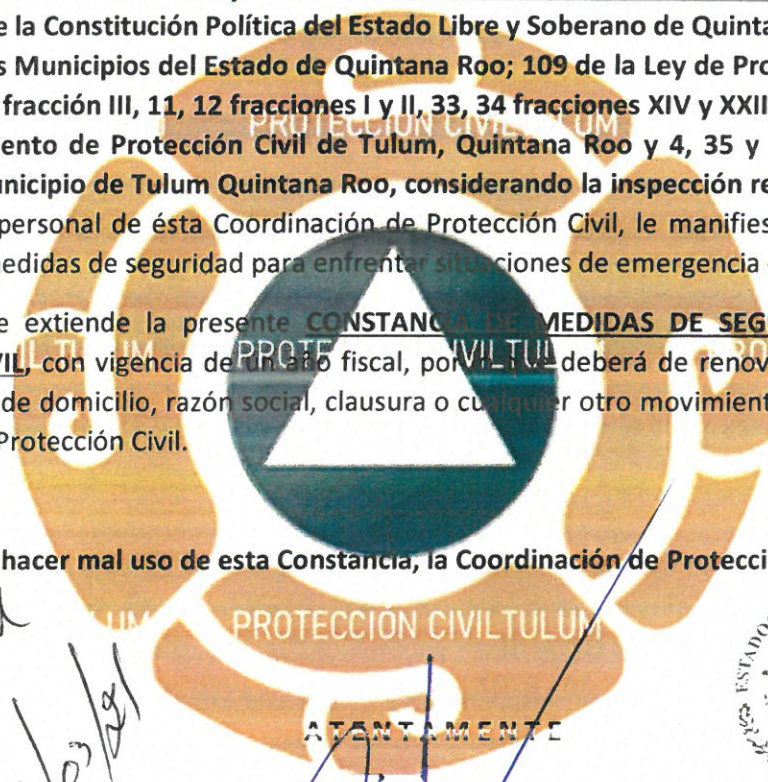 e la Constitución Política del Estado Libre y Soberano de Quinta
s Municipios del Estado de Quintana Roo; 109 de la Ley de Pro
fracción III, 11, 12 fracciones I y II, 33, 34 fracciones XIV y XXII
PROTECCIÓN CIVILTULUM
ento de Protección Civil de Tulum, Quintana Roo y 4, 35 y
unicipio de Tulum Quintana Roo, considerando la inspección re
personal de ésta Coordinación de Protección Civil, le manifies
medidas de seguridad para enfrentar situaciones de emergencia
e extiende la presente CONSTANCIA DE MEDIDAS DE SEG
IL, con vigencia de un año fiscal, por lo que deberá de renov
de domicilio, razón social, clausura o cualquier otro movimient
Protección Civil.
hacer mal uso de esta Constancia, la Coordinación de Protecci
PROTECCIÓN CIVILTULUM
ESTADO
ATENTAMENTE